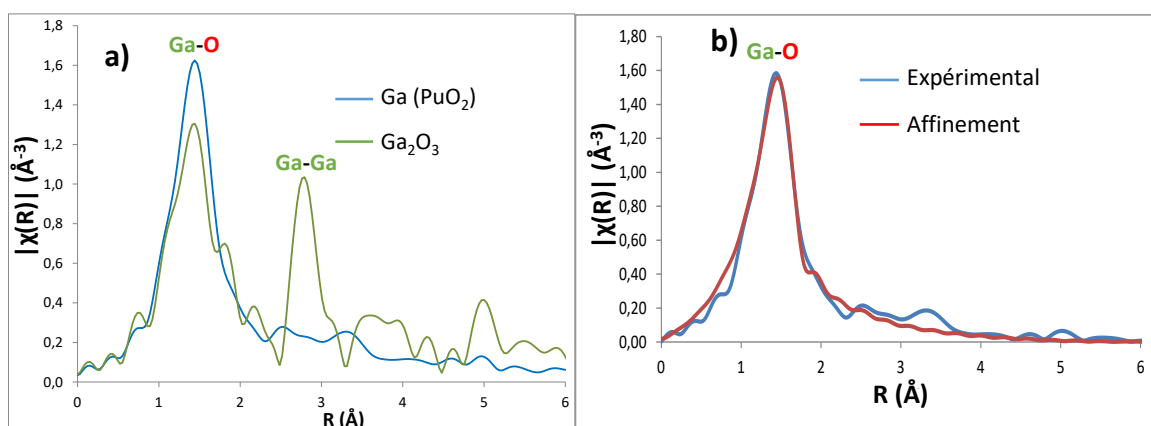 a)
Ga-O
Ga (PuO₂)
Ga₂O₃
Ga-Ga
|χ(R)| (Å⁻³)
1,8
1,6
1,4
1,2
1,0
0,8
0,6
0,4
0,2
0,0
0 1 2 3 4 5 6
R (Å)
b)
Ga-O
Expérimental
Affinement
|χ(R)| (Å⁻³)
1,80
1,60
1,40
1,20
1,00
0,80
0,60
0,40
0,20
0,00
0 1 2 3 4 5 6
R (Å)